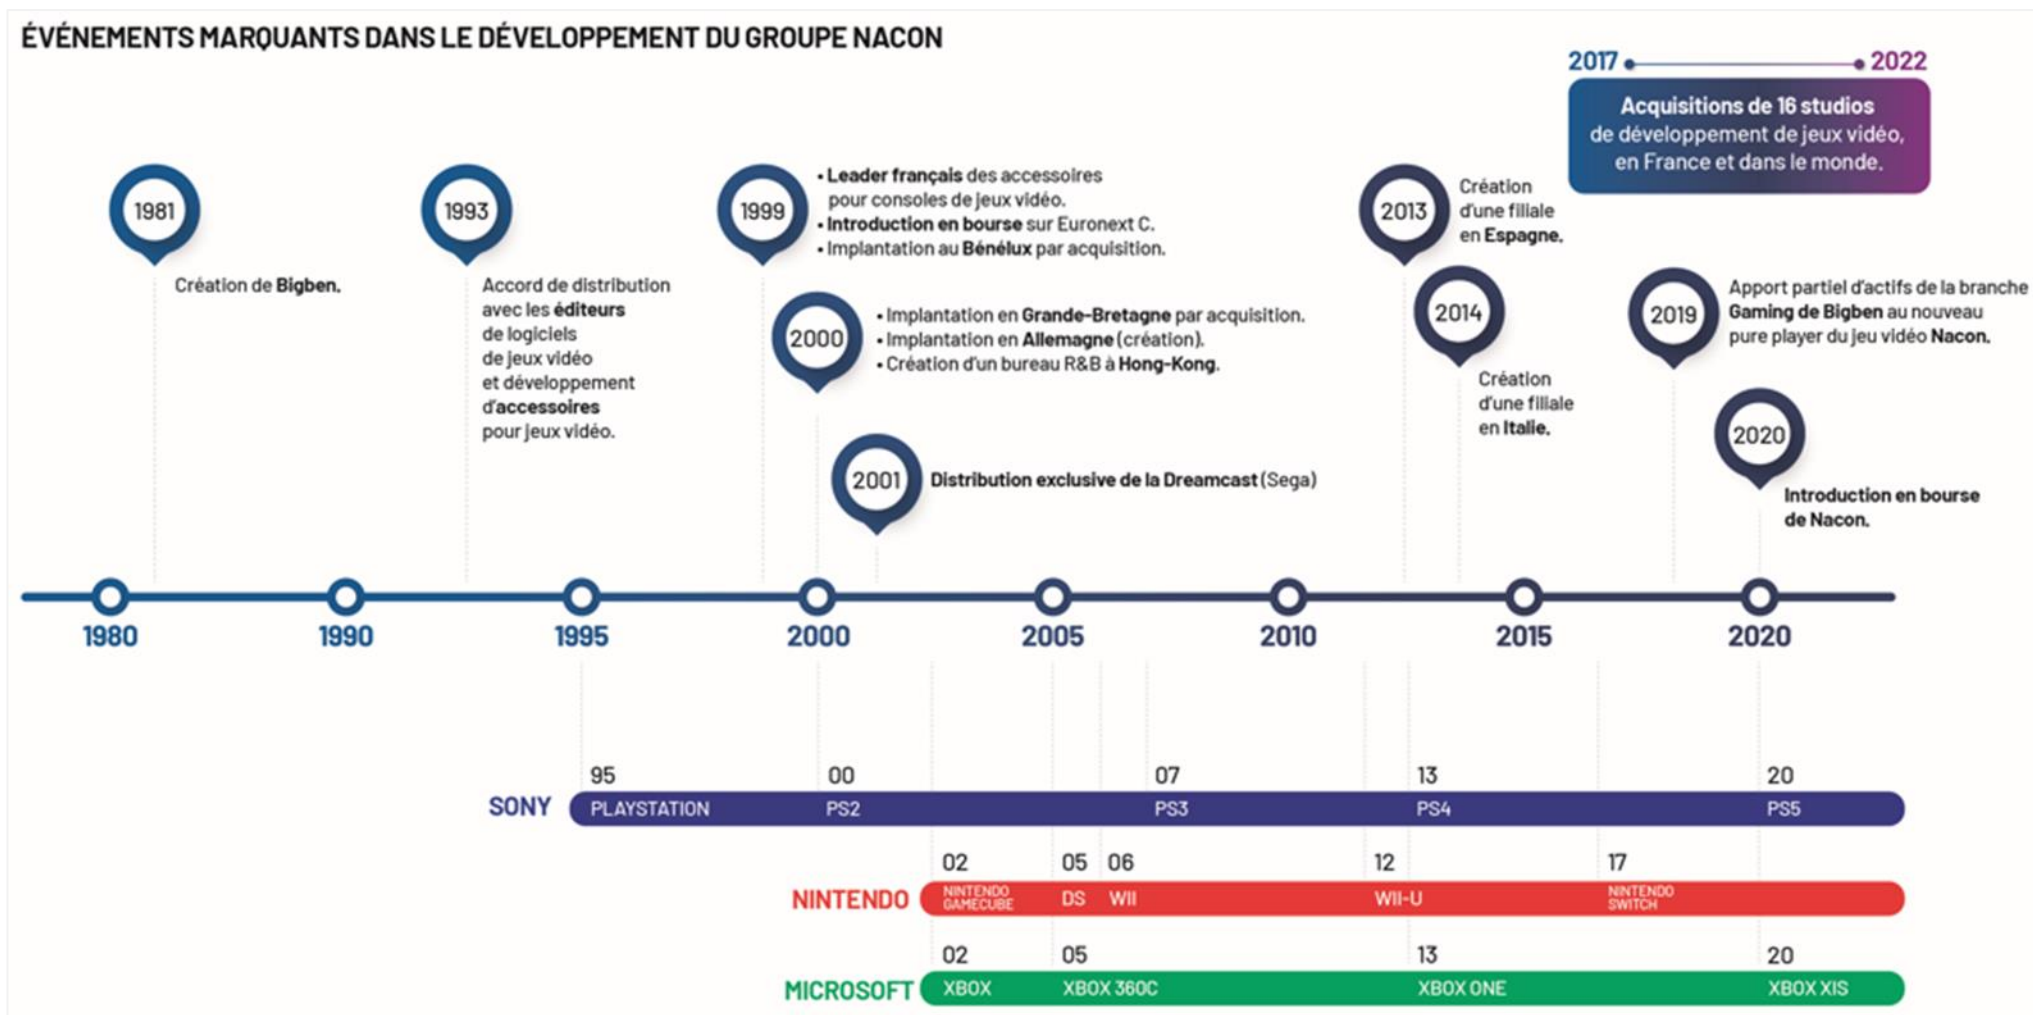 ÉVÉNEMENTS MARQUANTS DANS LE DÉVELOPPEMENT DU GROUPE NACON
2017 2022
Acquisitions de 16 studios
de développement de jeux vidéo,
en France et dans le monde.
1981
Création de Bigben.
1993
Accord de distribution
avec les éditeurs
de logiciels
de jeux vidéo
et développement
d'accessoires
pour jeux vidéo.
1999
• Leader français des accessoires
pour consoles de jeux vidéo.
• Introduction en bourse sur Euronext C.
• Implantation au Bénélux par acquisition.
2000
• Implantation en Grande-Bretagne par acquisition.
• Implantation en Allemagne (création).
• Création d'un bureau R&B à Hong-Kong.
2001
Distribution exclusive de la Dreamcast (Sega)
2013
Création
d'une filiale
en Espagne.
2014
Création
d'une filiale
en Italie.
2019
Apport partiel d'actifs de la branche
Gaming de Bigben au nouveau
pure player du jeu vidéo Nacon.
2020
Introduction en bourse
de Nacon.
1980 1990 1995 2000 2005 2010 2015 2020
95 00 07 13 20
SONY PLAYSTATION PS2 PS3 PS4 PS5
02 05 06 12 17
NINTENDO NINTENDO GAMECUBE DS WII WII-U NINTENDO SWITCH
02 05 13 20
MICROSOFT XBOX XBOX 360C XBOX ONE XBOX XIS